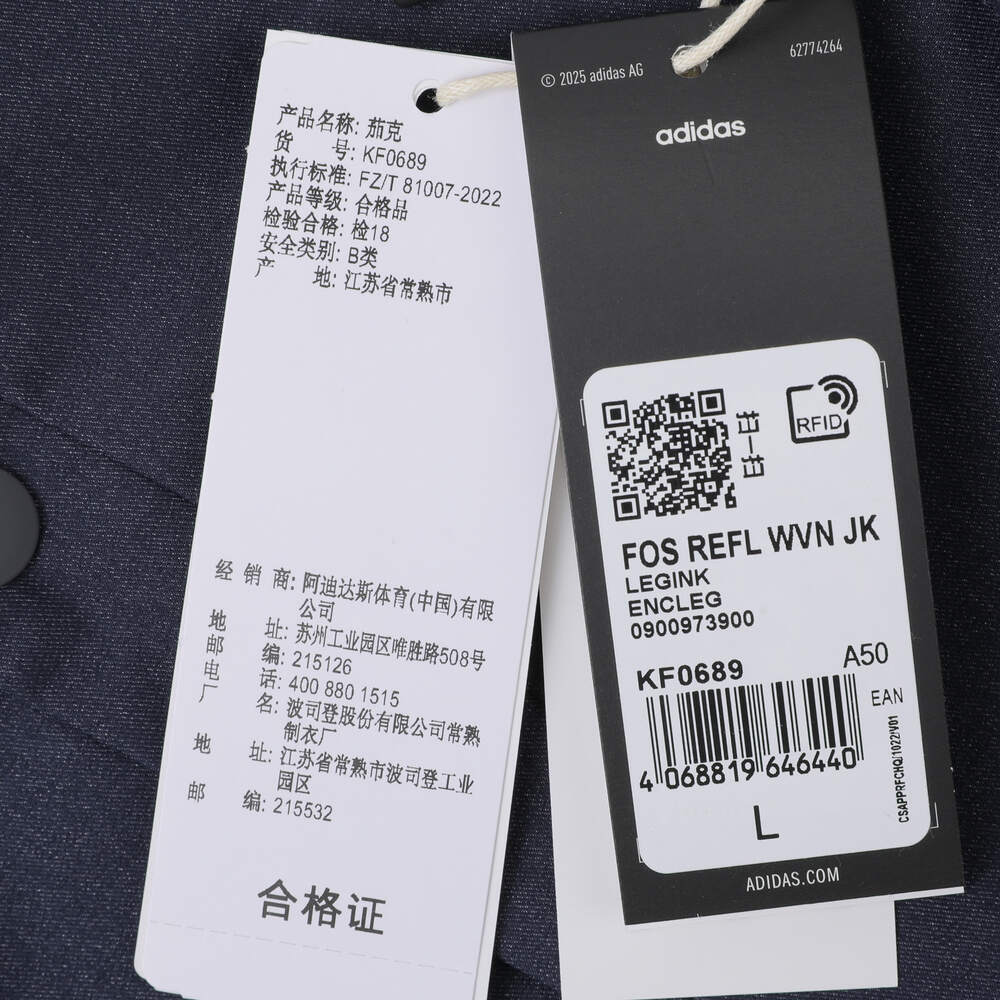 产品名称: 茄克
货 号: KF0689
执行标准: FZ/T 81007-2022
产品等级: 合格品
检验合格: 检18
安全类别: B类
产 地: 江苏省常熟市
经 销 商: 阿迪达斯体育(中国)有限
公司
地 址: 苏州工业园区唯胜路508号
邮 编: 215126
电 话: 400 880 1515
厂 名: 波司登股份有限公司常熟
制衣厂
地 址: 江苏省常熟市波司登工业
园区
邮 编: 215532
合格证
© 2025 adidas AG
62774264
adidas
扫一扫
RFID
FOS REFL WVN JK
LEGINK
ENCLEG
0900973900
KF0689
A50
EAN
4 068819 646440
CSAPPRFCHQ/1022/V01
L
ADIDAS.COM